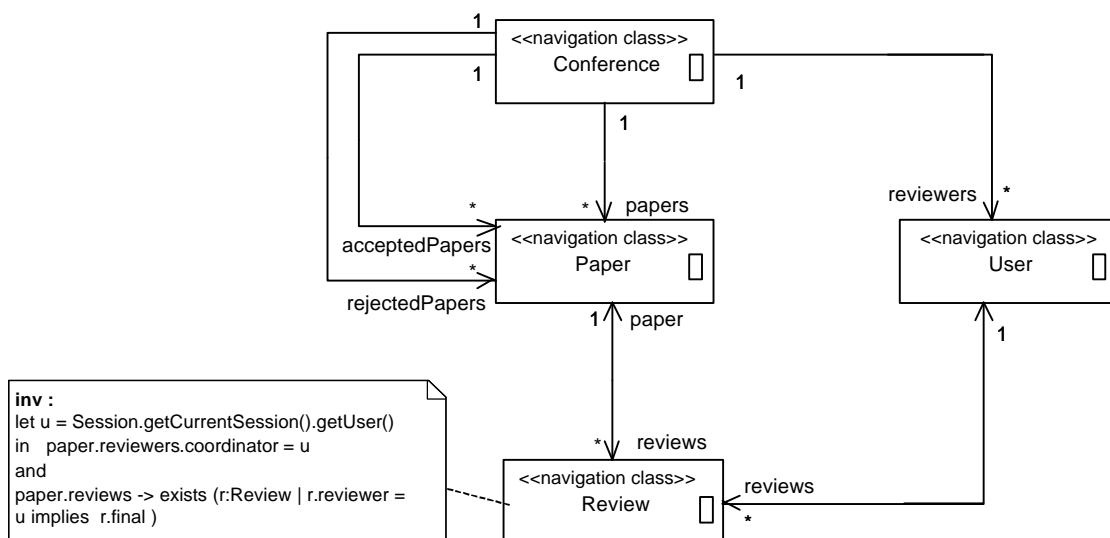 1
<<navigation class>>
Conference
1
1
1
reviewers
*
*
papers
*
<<navigation class>>
Paper
acceptedPapers
*
rejectedPapers
<<navigation class>>
User
1
paper
1
inv :
let u = Session.getCurrentSession().getUser()
in paper.reviewers.coordinator = u
and
paper.reviews -> exists (r:Review | r.reviewer =
u implies r.final )
*
reviews
<<navigation class>>
Review
reviews
*